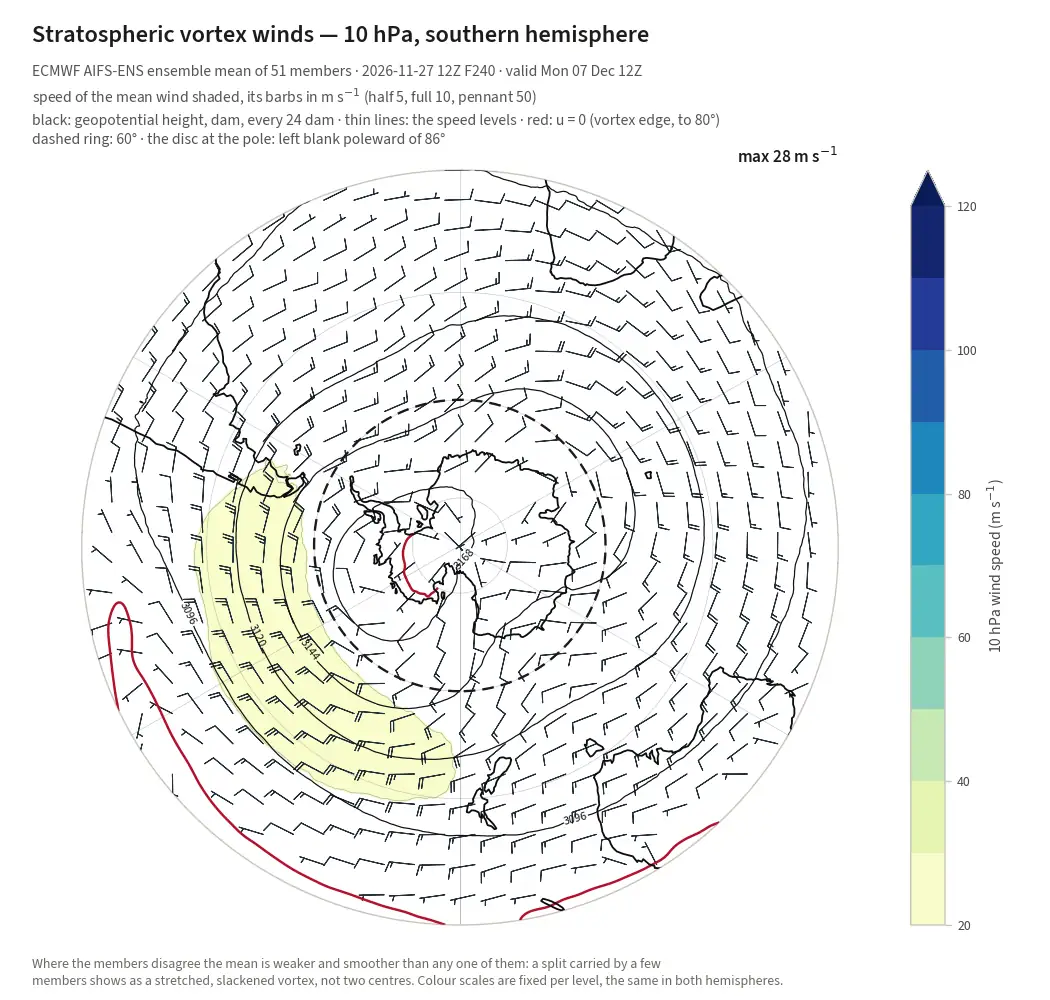 Stratospheric vortex winds — 10 hPa, southern hemisphere
ECMWF AIFS-ENS ensemble mean of 51 members · 2026-11-27 12Z F240 · valid Mon 07 Dec 12Z
speed of the mean wind shaded, its barbs in m s⁻¹ (half 5, full 10, pennant 50)
black: geopotential height, dam, every 24 dam · thin lines: the speed levels · red: u = 0 (vortex edge, to 80°)
dashed ring: 60° · the disc at the pole: left blank poleward of 86°
max 28 m s⁻¹
120
100
80
60
40
20
10 hPa wind speed (m s⁻¹)
3168
3096
3120
3144
3096
Where the members disagree the mean is weaker and smoother than any one of them: a split carried by a few
members shows as a stretched, slackened vortex, not two centres. Colour scales are fixed per level, the same in both hemispheres.